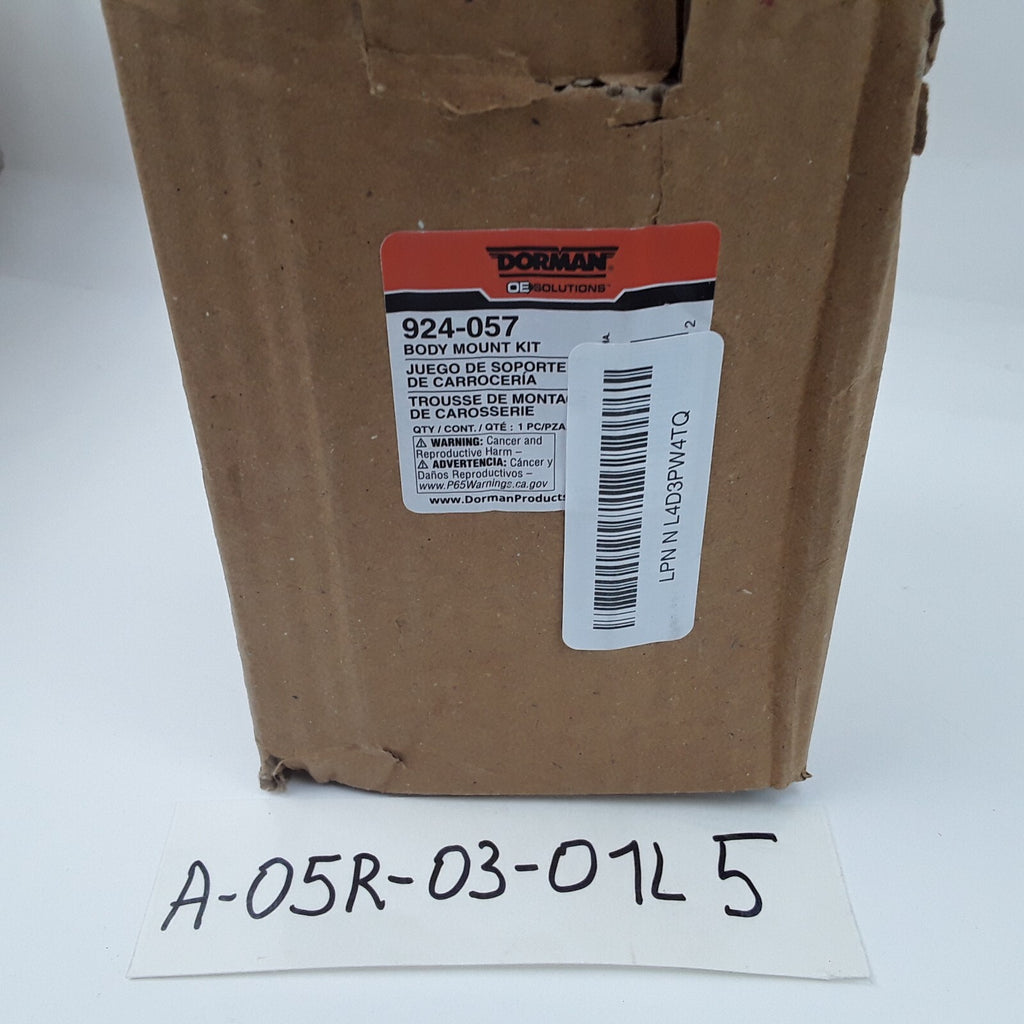 DORMAN
OE SOLUTIONS™
924-057
BODY MOUNT KIT
JUEGO DE SOPORTE
DE CARROCERÍA
TROUSSE DE MONTA
DE CAROSSERIE
QTY / CONT. / QTÉ : 1 PC/PZA
⚠ WARNING: Cancer and
Reproductive Harm –
⚠ ADVERTENCIA: Cáncer y
Daños Reproductivos –
www.P65Warnings.ca.gov
www.DormanProducts
2
LPN N L4D3PW4TQ
A-05R-03-01L 5